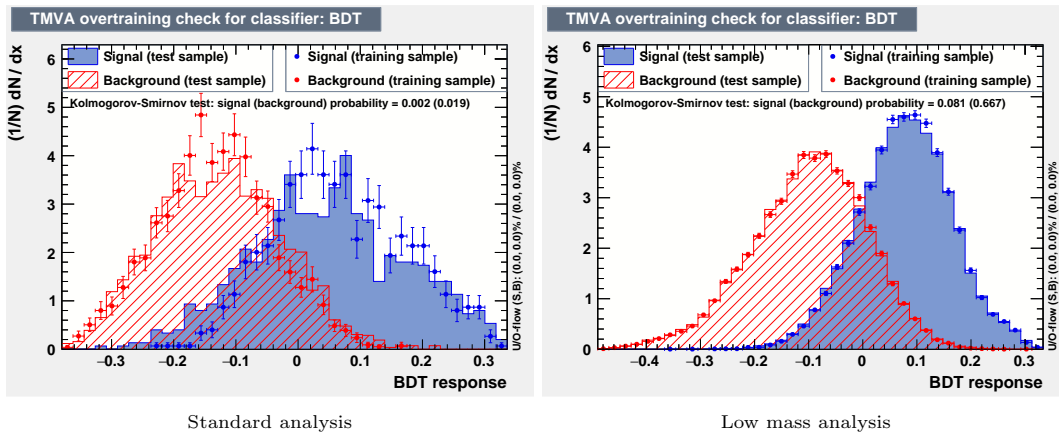 TMVA overtraining check for classifier: BDT
(1/N) dN / dx
6
5
4
3
2
1
0
Signal (test sample)
Background (test sample)
Signal (training sample)
Background (training sample)
Kolmogorov-Smirnov test: signal (background) probability = 0.002 (0.019)
U/O-flow (S,B): (0.0, 0.0)% / (0.0, 0.0)%
−0.3 −0.2 −0.1 0 0.1 0.2 0.3
BDT response
Standard analysis
TMVA overtraining check for classifier: BDT
(1/N) dN / dx
6
5
4
3
2
1
0
Signal (test sample)
Background (test sample)
Signal (training sample)
Background (training sample)
Kolmogorov-Smirnov test: signal (background) probability = 0.081 (0.667)
U/O-flow (S,B): (0.0, 0.0)% / (0.0, 0.0)%
−0.4 −0.3 −0.2 −0.1 0 0.1 0.2 0.3
BDT response
Low mass analysis